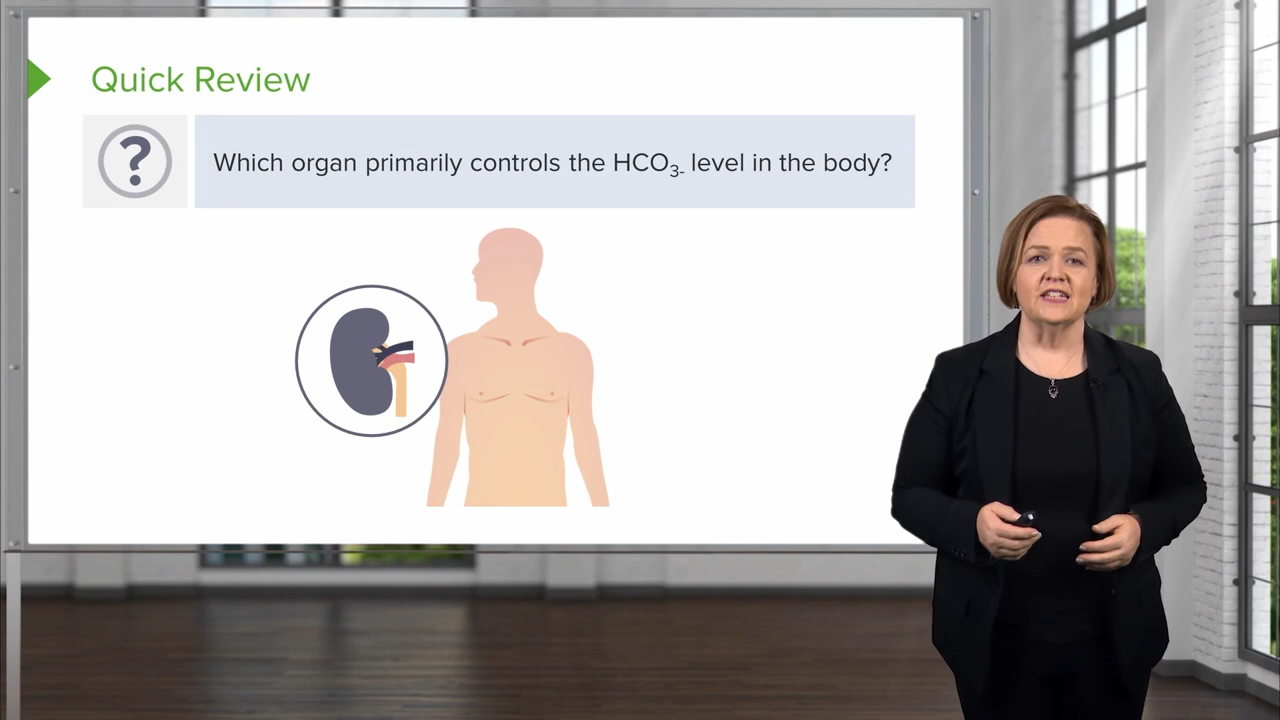 Quick Review
?
Which organ primarily controls the HCO₃₋ level in the body?